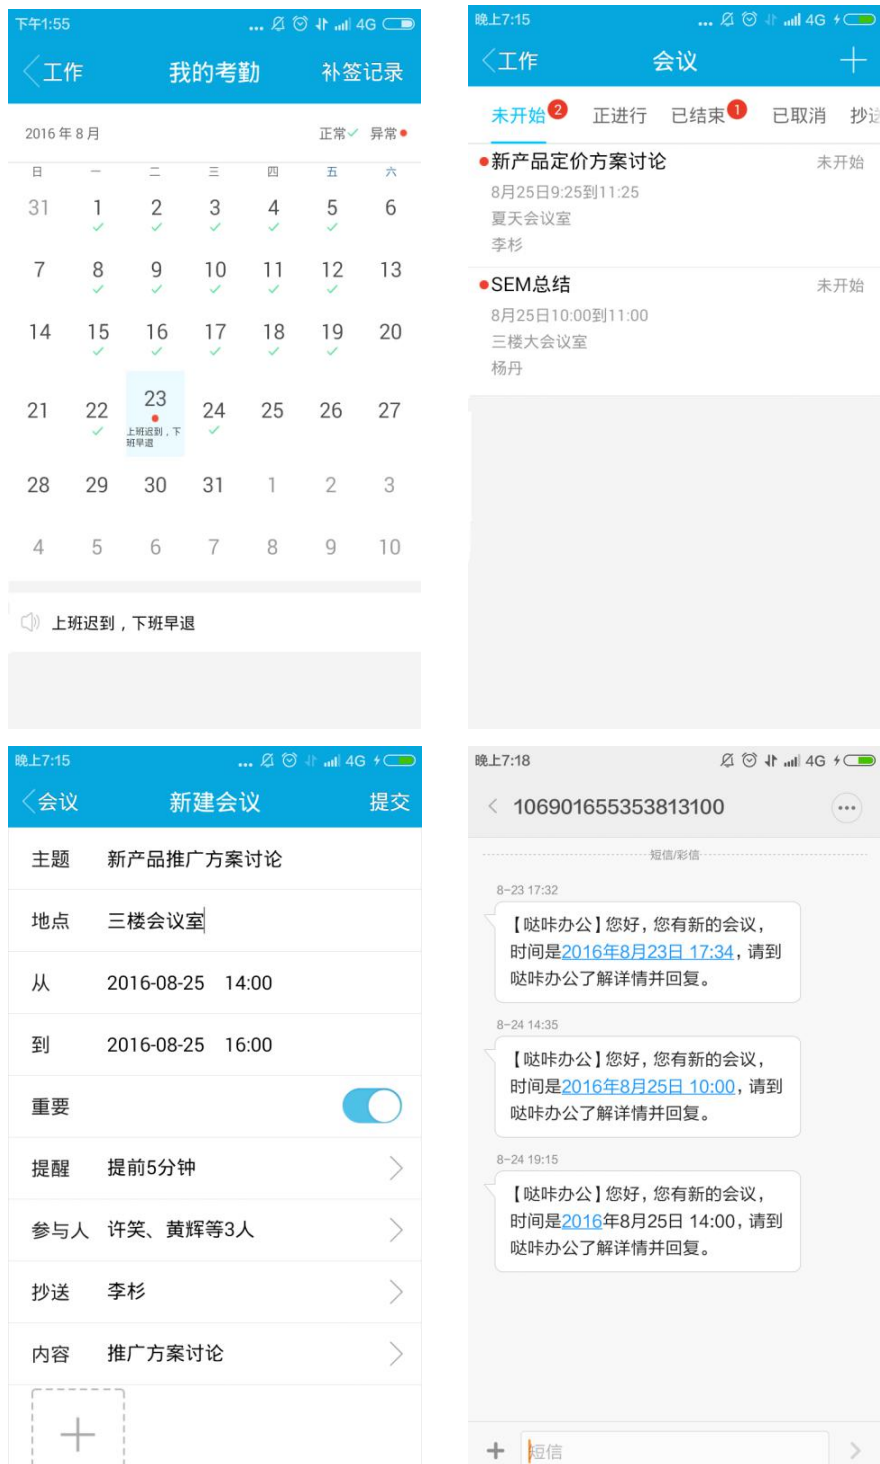 下午1:55
... 4G
工作 我的考勤 补签记录
2016 年 8 月 正常 异常
日 一 二 三 四 五 六
31 1 2 3 4 5 6
7 8 9 10 11 12 13
14 15 16 17 18 19 20
21 22 23 24 25 26 27
上班迟到，下
班早退
28 29 30 31 1 2 3
4 5 6 7 8 9 10
上班迟到，下班早退
晚上7:15
... 4G
工作 会议
未开始 2 正进行 已结束 1 已取消 抄送
新产品定价方案讨论 未开始
8月25日9:25到11:25
夏天会议室
李杉
SEM总结 未开始
8月25日10:00到11:00
三楼大会议室
杨丹
晚上7:15
... 4G
会议 新建会议 提交
主题 新产品推广方案讨论
地点 三楼会议室
从 2016-08-25 14:00
到 2016-08-25 16:00
重要
提醒 提前5分钟
参与人 许笑、黄辉等3人
抄送 李杉
内容 推广方案讨论
晚上7:18
4G
106901655353813100
短信/彩信
8-23 17:32
【哒咔办公】您好，您有新的会议，
时间是2016年8月23日 17:34，请到
哒咔办公了解详情并回复。
8-24 14:35
【哒咔办公】您好，您有新的会议，
时间是2016年8月25日 10:00，请到
哒咔办公了解详情并回复。
8-24 19:15
【哒咔办公】您好，您有新的会议，
时间是2016年8月25日 14:00，请到
哒咔办公了解详情并回复。
短信